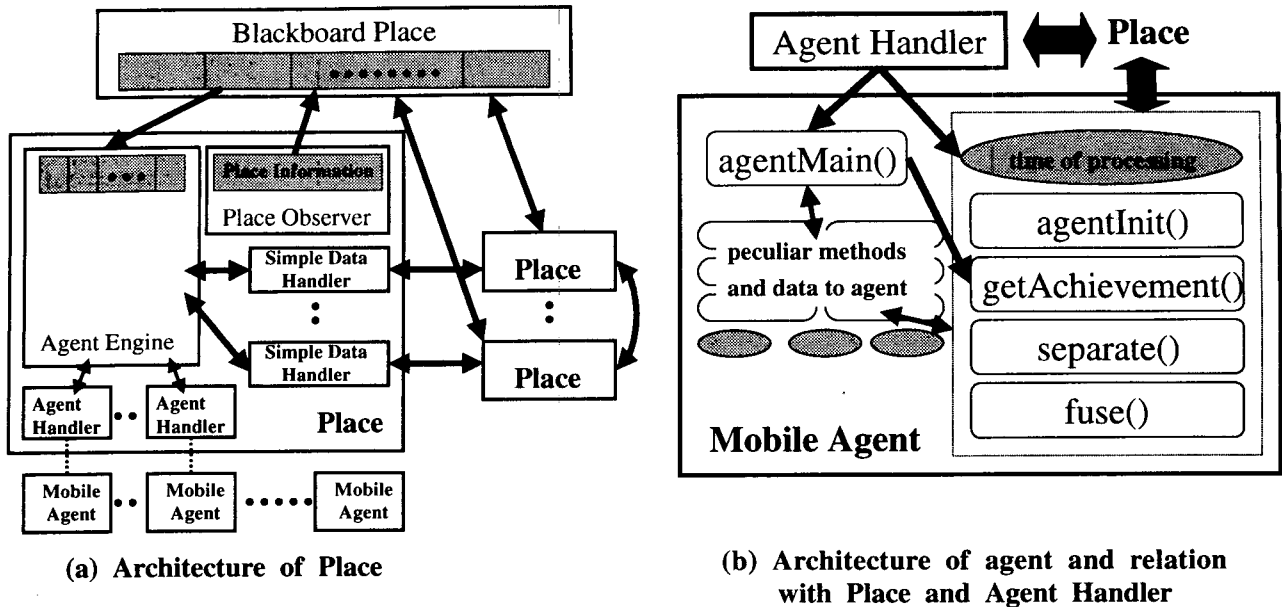 Blackboard Place
Place Information
Place Observer
Simple Data
Handler
Simple Data
Handler
Agent Engine
Agent
Handler
Agent
Handler
Place
Place
Place
Mobile
Agent
Mobile
Agent
Mobile
Agent
(a) Architecture of Place
Agent Handler
Place
agentMain()
time of processing
peculiar methods
and data to agent
agentInit()
getAchievement()
separate()
fuse()
Mobile Agent
(b) Architecture of agent and relation
with Place and Agent Handler